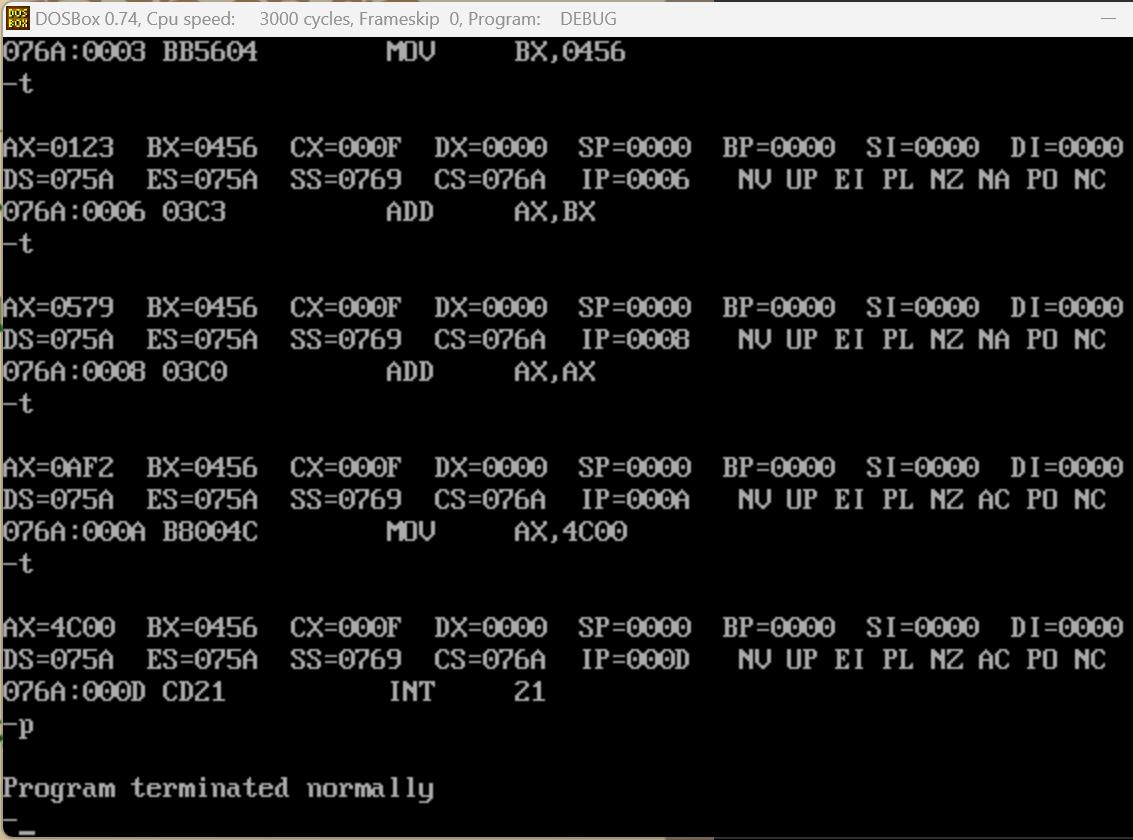 DOSBox 0.74, Cpu speed:    3000 cycles, Frameskip  0, Program:    DEBUG
076A:0003 BB5604        MOV     BX,0456
-t
AX=0123  BX=0456  CX=000F  DX=0000  SP=0000  BP=0000  SI=0000  DI=0000
DS=075A  ES=075A  SS=0769  CS=076A  IP=0006   NV UP EI PL NZ NA PO NC
076A:0006 03C3          ADD     AX,BX
-t
AX=0579  BX=0456  CX=000F  DX=0000  SP=0000  BP=0000  SI=0000  DI=0000
DS=075A  ES=075A  SS=0769  CS=076A  IP=0008   NV UP EI PL NZ NA PO NC
076A:0008 03C0          ADD     AX,AX
-t
AX=0AF2  BX=0456  CX=000F  DX=0000  SP=0000  BP=0000  SI=0000  DI=0000
DS=075A  ES=075A  SS=0769  CS=076A  IP=000A   NV UP EI PL NZ AC PO NC
076A:000A B8004C        MOV     AX,4C00
-t
AX=4C00  BX=0456  CX=000F  DX=0000  SP=0000  BP=0000  SI=0000  DI=0000
DS=075A  ES=075A  SS=0769  CS=076A  IP=000D   NV UP EI PL NZ AC PO NC
076A:000D CD21          INT     21
-p
Program terminated normally
-_